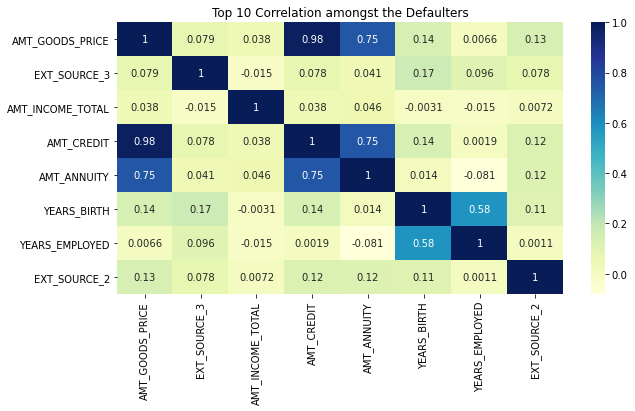 Top 10 Correlation amongst the Defaulters
AMT_GOODS_PRICE 1 0.079 0.038 0.98 0.75 0.14 0.0066 0.13
EXT_SOURCE_3 0.079 1 -0.015 0.078 0.041 0.17 0.096 0.078
AMT_INCOME_TOTAL 0.038 -0.015 1 0.038 0.046 -0.0031 -0.015 0.0072
AMT_CREDIT 0.98 0.078 0.038 1 0.75 0.14 0.0019 0.12
AMT_ANNUITY 0.75 0.041 0.046 0.75 1 0.014 -0.081 0.12
YEARS_BIRTH 0.14 0.17 -0.0031 0.14 0.014 1 0.58 0.11
YEARS_EMPLOYED 0.0066 0.096 -0.015 0.0019 -0.081 0.58 1 0.0011
EXT_SOURCE_2 0.13 0.078 0.0072 0.12 0.12 0.11 0.0011 1
AMT_GOODS_PRICE
EXT_SOURCE_3
AMT_INCOME_TOTAL
AMT_CREDIT
AMT_ANNUITY
YEARS_BIRTH
YEARS_EMPLOYED
EXT_SOURCE_2
1.0
0.8
0.6
0.4
0.2
0.0